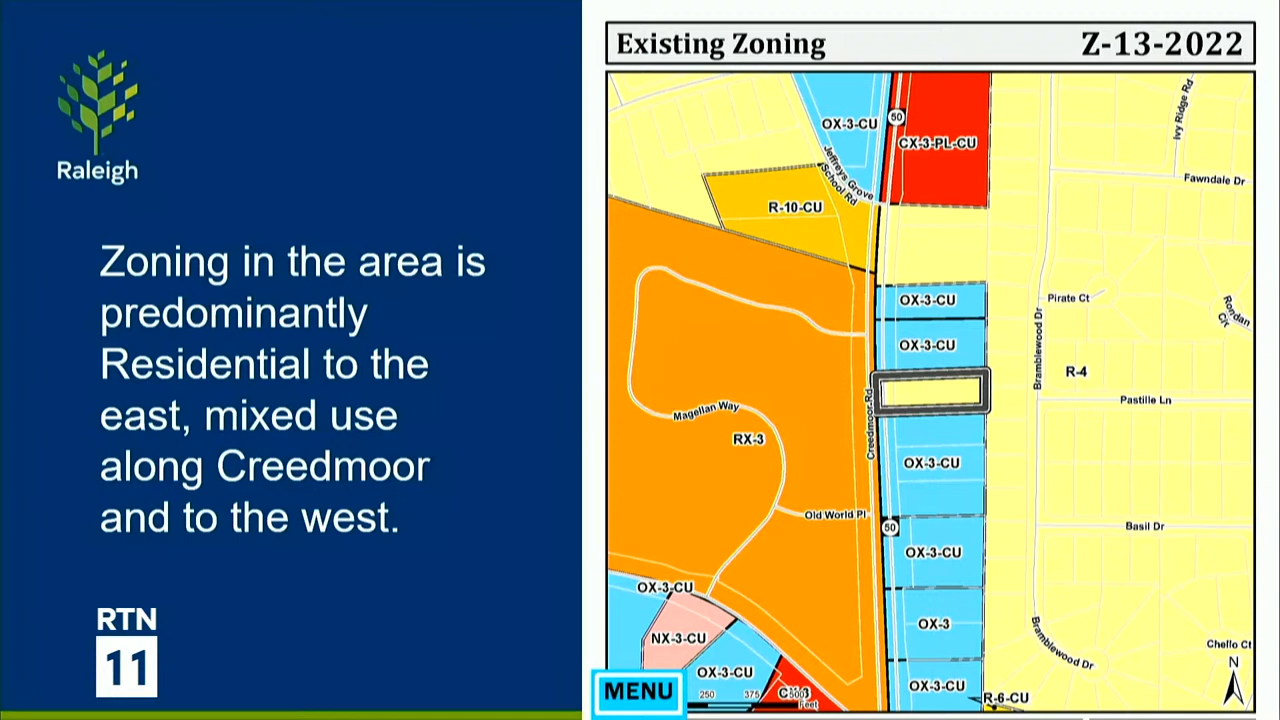 Raleigh
Zoning in the area is
predominantly
Residential to the
east, mixed use
along Creedmoor
and to the west.
RTN
11
Existing Zoning
Z-13-2022
OX-3-CU
50
CX-3-PL-CU
Ivy Ridge Rd
Jeffreys Grove
School Rd
Fawndale Dr
R-10-CU
OX-3-CU
Pirate Ct
Rondan
Cir
OX-3-CU
Bramblewood Dr
R-4
Creedmoor Rd
Pastille Ln
Magellan Way
RX-3
OX-3-CU
Old World Pl
50
Basil Dr
OX-3-CU
OX-3-CU
OX-3
NX-3-CU
Bramblewood Dr
Chello Ct
OX-3-CU
OX-3-CU
N
R-6-CU
MENU
250
375
500
Feet